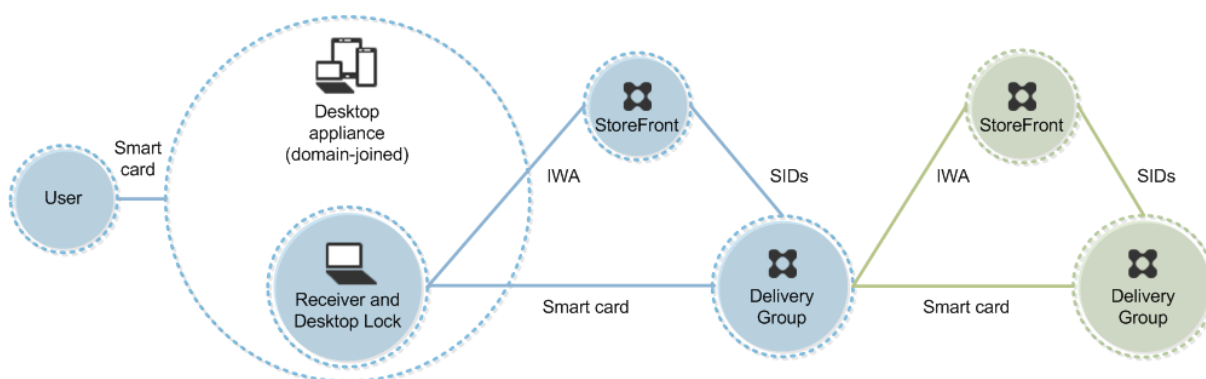 Smart
card
User
Desktop
appliance
(domain-joined)
Receiver and
Desktop Lock
IWA
StoreFront
SIDs
Smart card
Delivery
Group
IWA
StoreFront
SIDs
Smart card
Delivery
Group